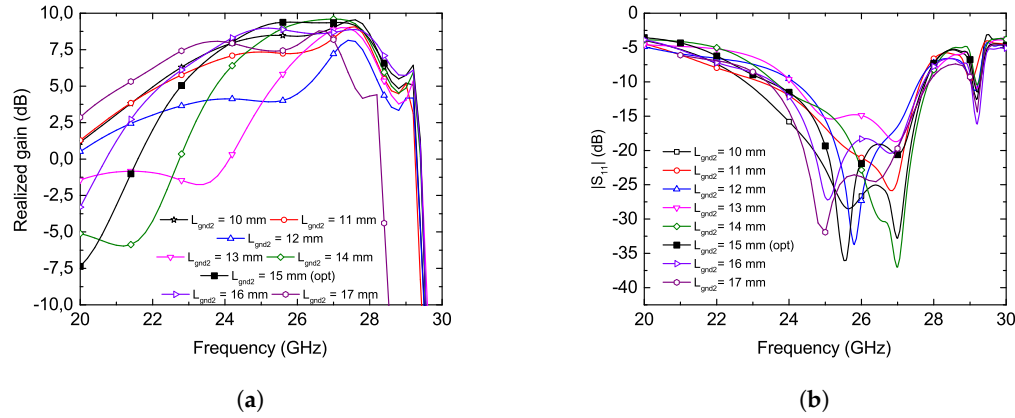 10,0
7,5
5,0
2,5
0,0
-2,5
-5,0
-7,5
-10,0
Realized gain (dB)
L_gnd2 = 10 mm
L_gnd2 = 11 mm
L_gnd2 = 12 mm
L_gnd2 = 13 mm
L_gnd2 = 14 mm
L_gnd2 = 15 mm (opt)
L_gnd2 = 16 mm
L_gnd2 = 17 mm
20 22 24 26 28 30
Frequency (GHz)
(a)
0
-5
-10
-15
-20
-25
-30
-35
-40
|S_11| (dB)
L_gnd2 = 10 mm
L_gnd2 = 11 mm
L_gnd2 = 12 mm
L_gnd2 = 13 mm
L_gnd2 = 14 mm
L_gnd2 = 15 mm (opt)
L_gnd2 = 16 mm
L_gnd2 = 17 mm
20 22 24 26 28 30
Frequency (GHz)
(b)